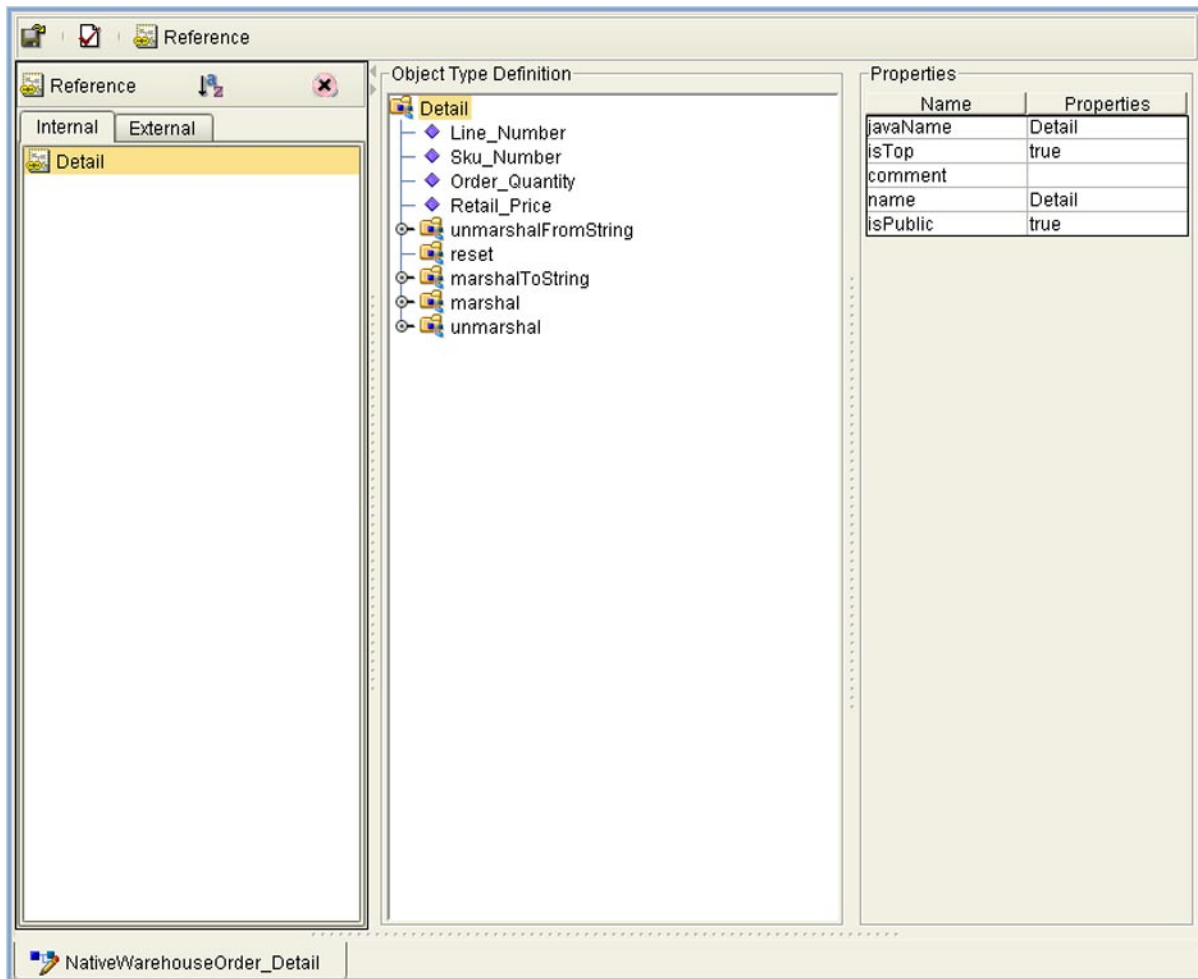 Reference
Reference
Internal External
Detail
Object Type Definition
Detail
Line_Number
Sku_Number
Order_Quantity
Retail_Price
unmarshalFromString
reset
marshalToString
marshal
unmarshal
Properties
Name Properties
javaName Detail
isTop true
comment
name Detail
isPublic true
NativeWarehouseOrder_Detail